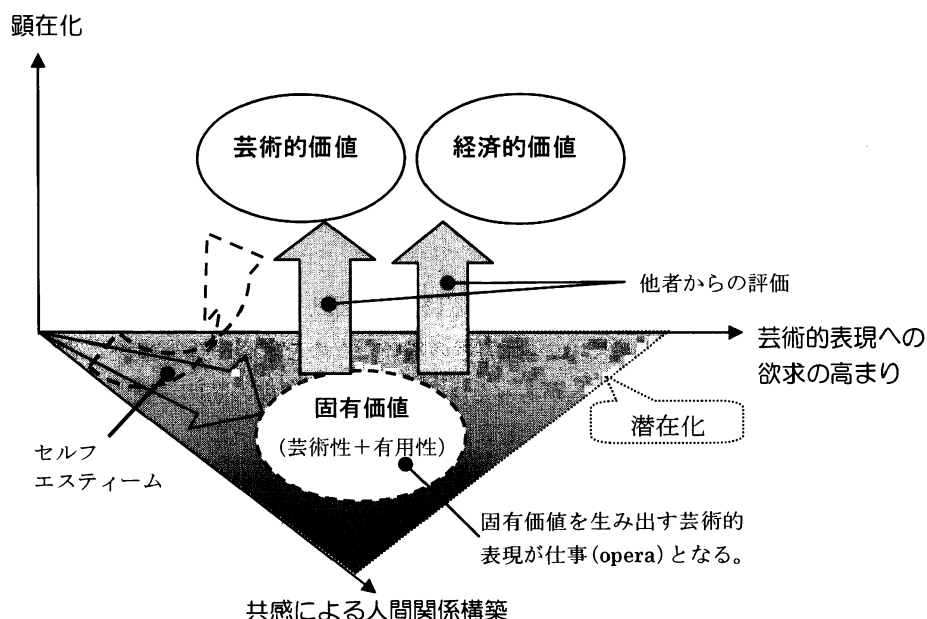 顕在化
芸術的価値
経済的価値
他者からの評価
芸術的表現への
欲求の高まり
固有価値
(芸術性＋有用性)
潜在化
セルフ
エスティーム
固有価値を生み出す芸術的
表現が仕事(opera)となる。
共感による人間関係構築